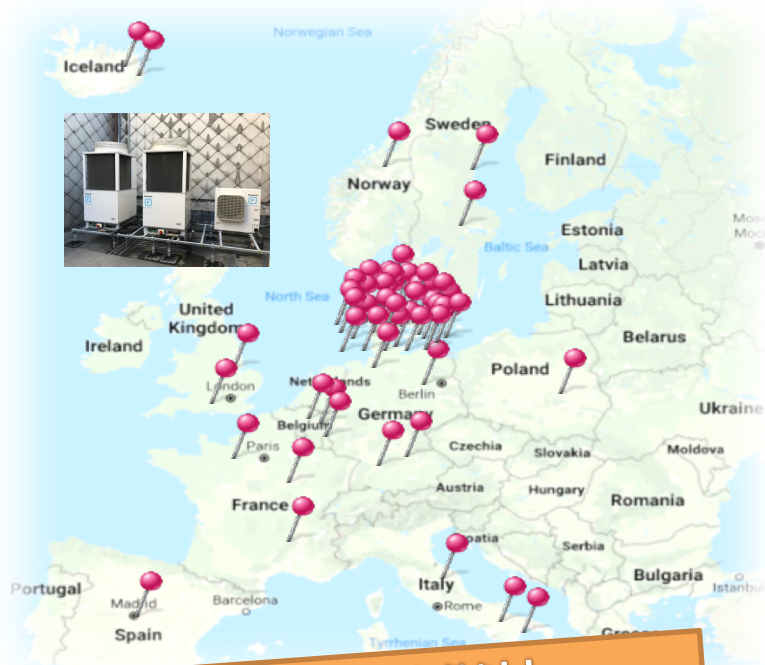 Norwegian Sea
Iceland
Sweden
Finland
Norway
Estonia
Baltic Sea
Latvia
North Sea
Lithuania
United
Kingdom
Ireland
Belarus
London
Poland
Berlin
Germany
Ukraine
Belgium
Paris
Czechia
Slovakia
Moldova
Austria
Hungary
France
Romania
Serbia
Bulgaria
Italy
Portugal
Madrid
Barcelona
Rome
Spain
Tyrrhenian Sea